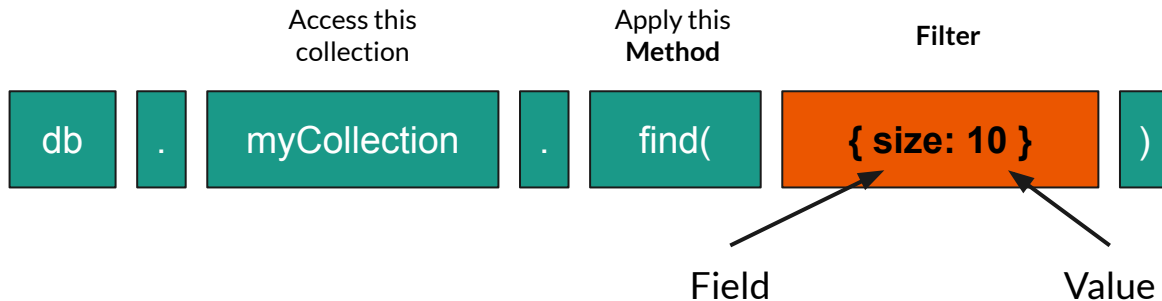 Access this
collection
Apply this
Method
Filter
db . myCollection . find( { size: 10 } )
Field
Value